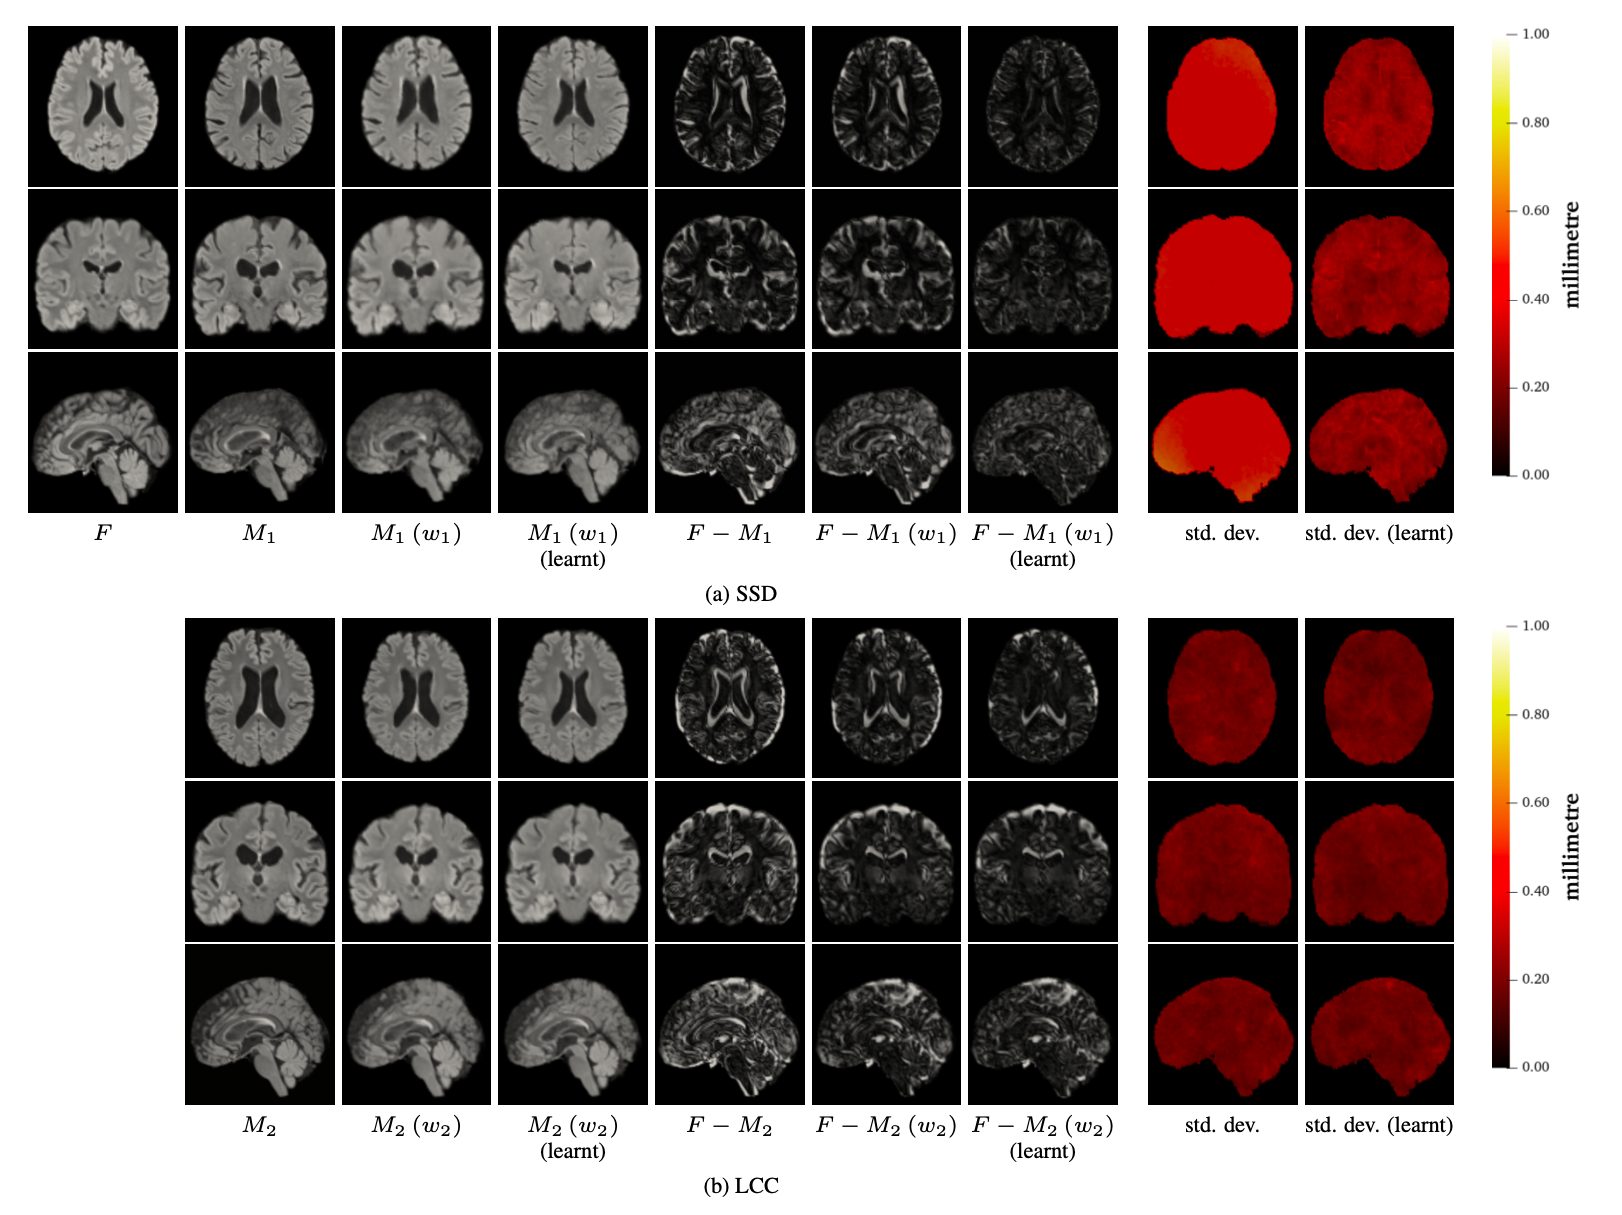 1.00
0.80
0.60
0.40
0.20
0.00
millimetre
F M₁ M₁ (w₁) M₁ (w₁) F − M₁ F − M₁ (w₁) F − M₁ (w₁) std. dev. std. dev. (learnt)
(learnt) (learnt)
(a) SSD
1.00
0.80
0.60
0.40
0.20
0.00
millimetre
M₂ M₂ (w₂) M₂ (w₂) F − M₂ F − M₂ (w₂) F − M₂ (w₂) std. dev. std. dev. (learnt)
(learnt) (learnt)
(b) LCC